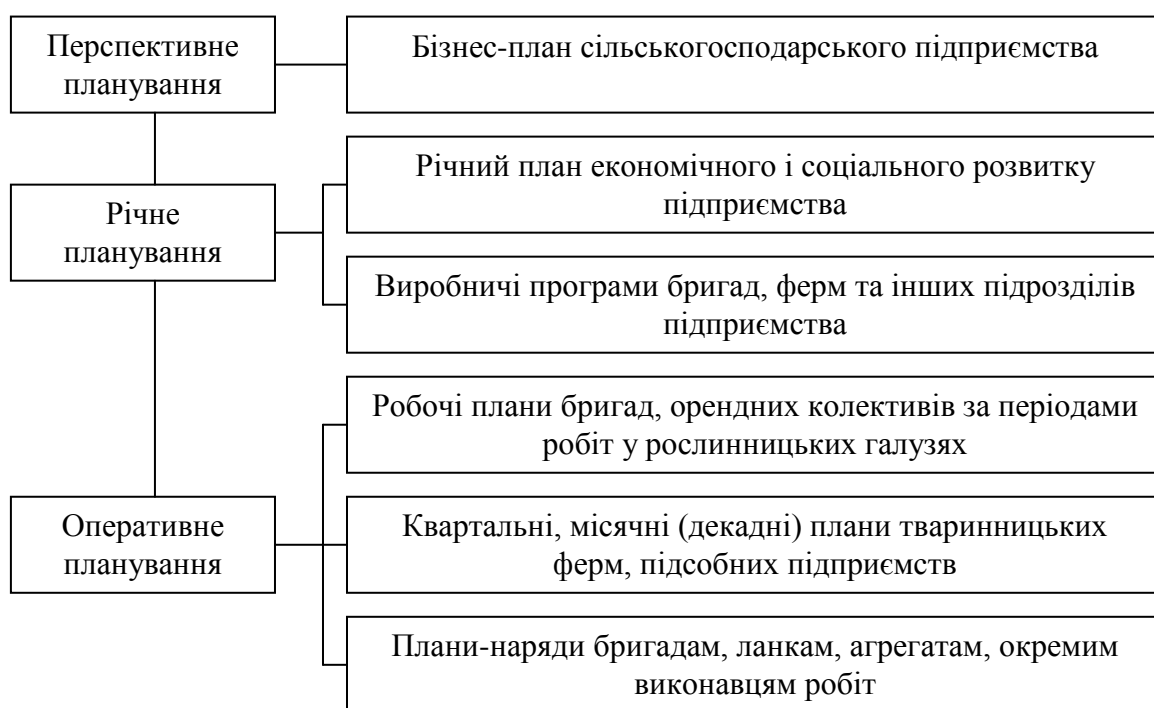 Перспективне
планування
Бізнес-план сільськогосподарського підприємства
Річне
планування
Річний план економічного і соціального розвитку
підприємства
Виробничі програми бригад, ферм та інших підрозділів
підприємства
Оперативне
планування
Робочі плани бригад, орендних колективів за періодами
робіт у рослинницьких галузях
Квартальні, місячні (декадні) плани тваринницьких
ферм, підсобних підприємств
Плани-наряди бригадам, ланкам, агрегатам, окремим
виконавцям робіт